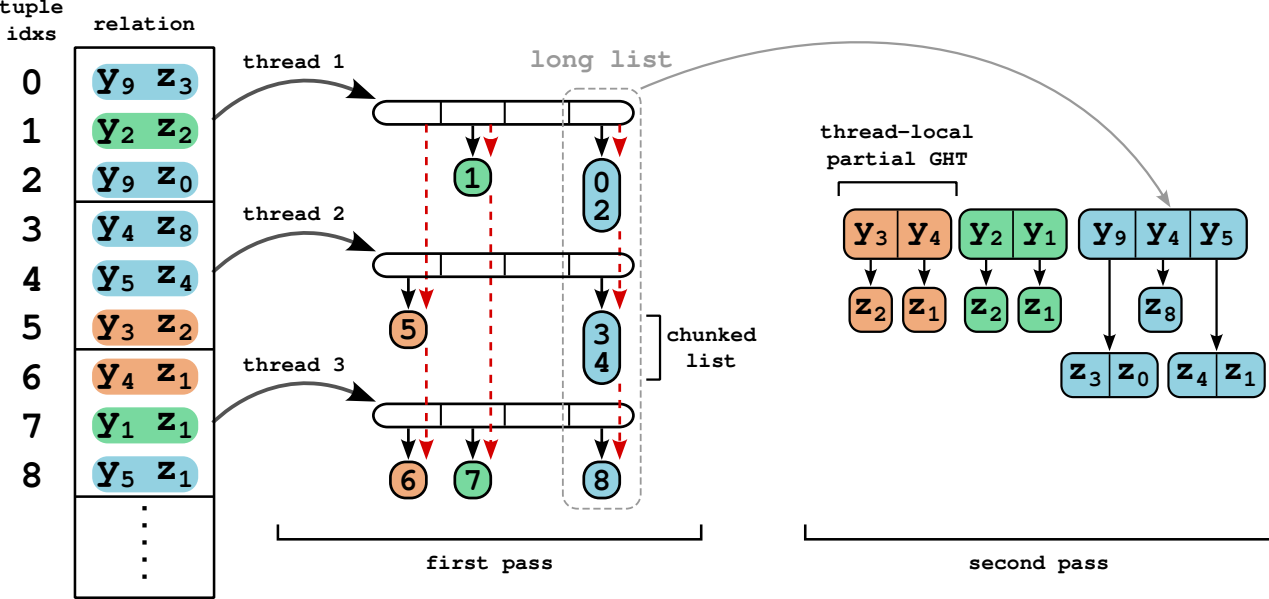 tuple
idxs
relation
0 y9 z3
1 y2 z2
2 y9 z0
3 y4 z8
4 y5 z4
5 y3 z2
6 y4 z1
7 y1 z1
8 y5 z1
thread 1
thread 2
thread 3
long list
1
0
2
5
3
4
chunked
list
6 7 8
first pass
thread-local
partial GHT
y3 y4 y2 y1 y9 y4 y5
z2 z1 z2 z1 z8
z3 z0 z4 z1
second pass